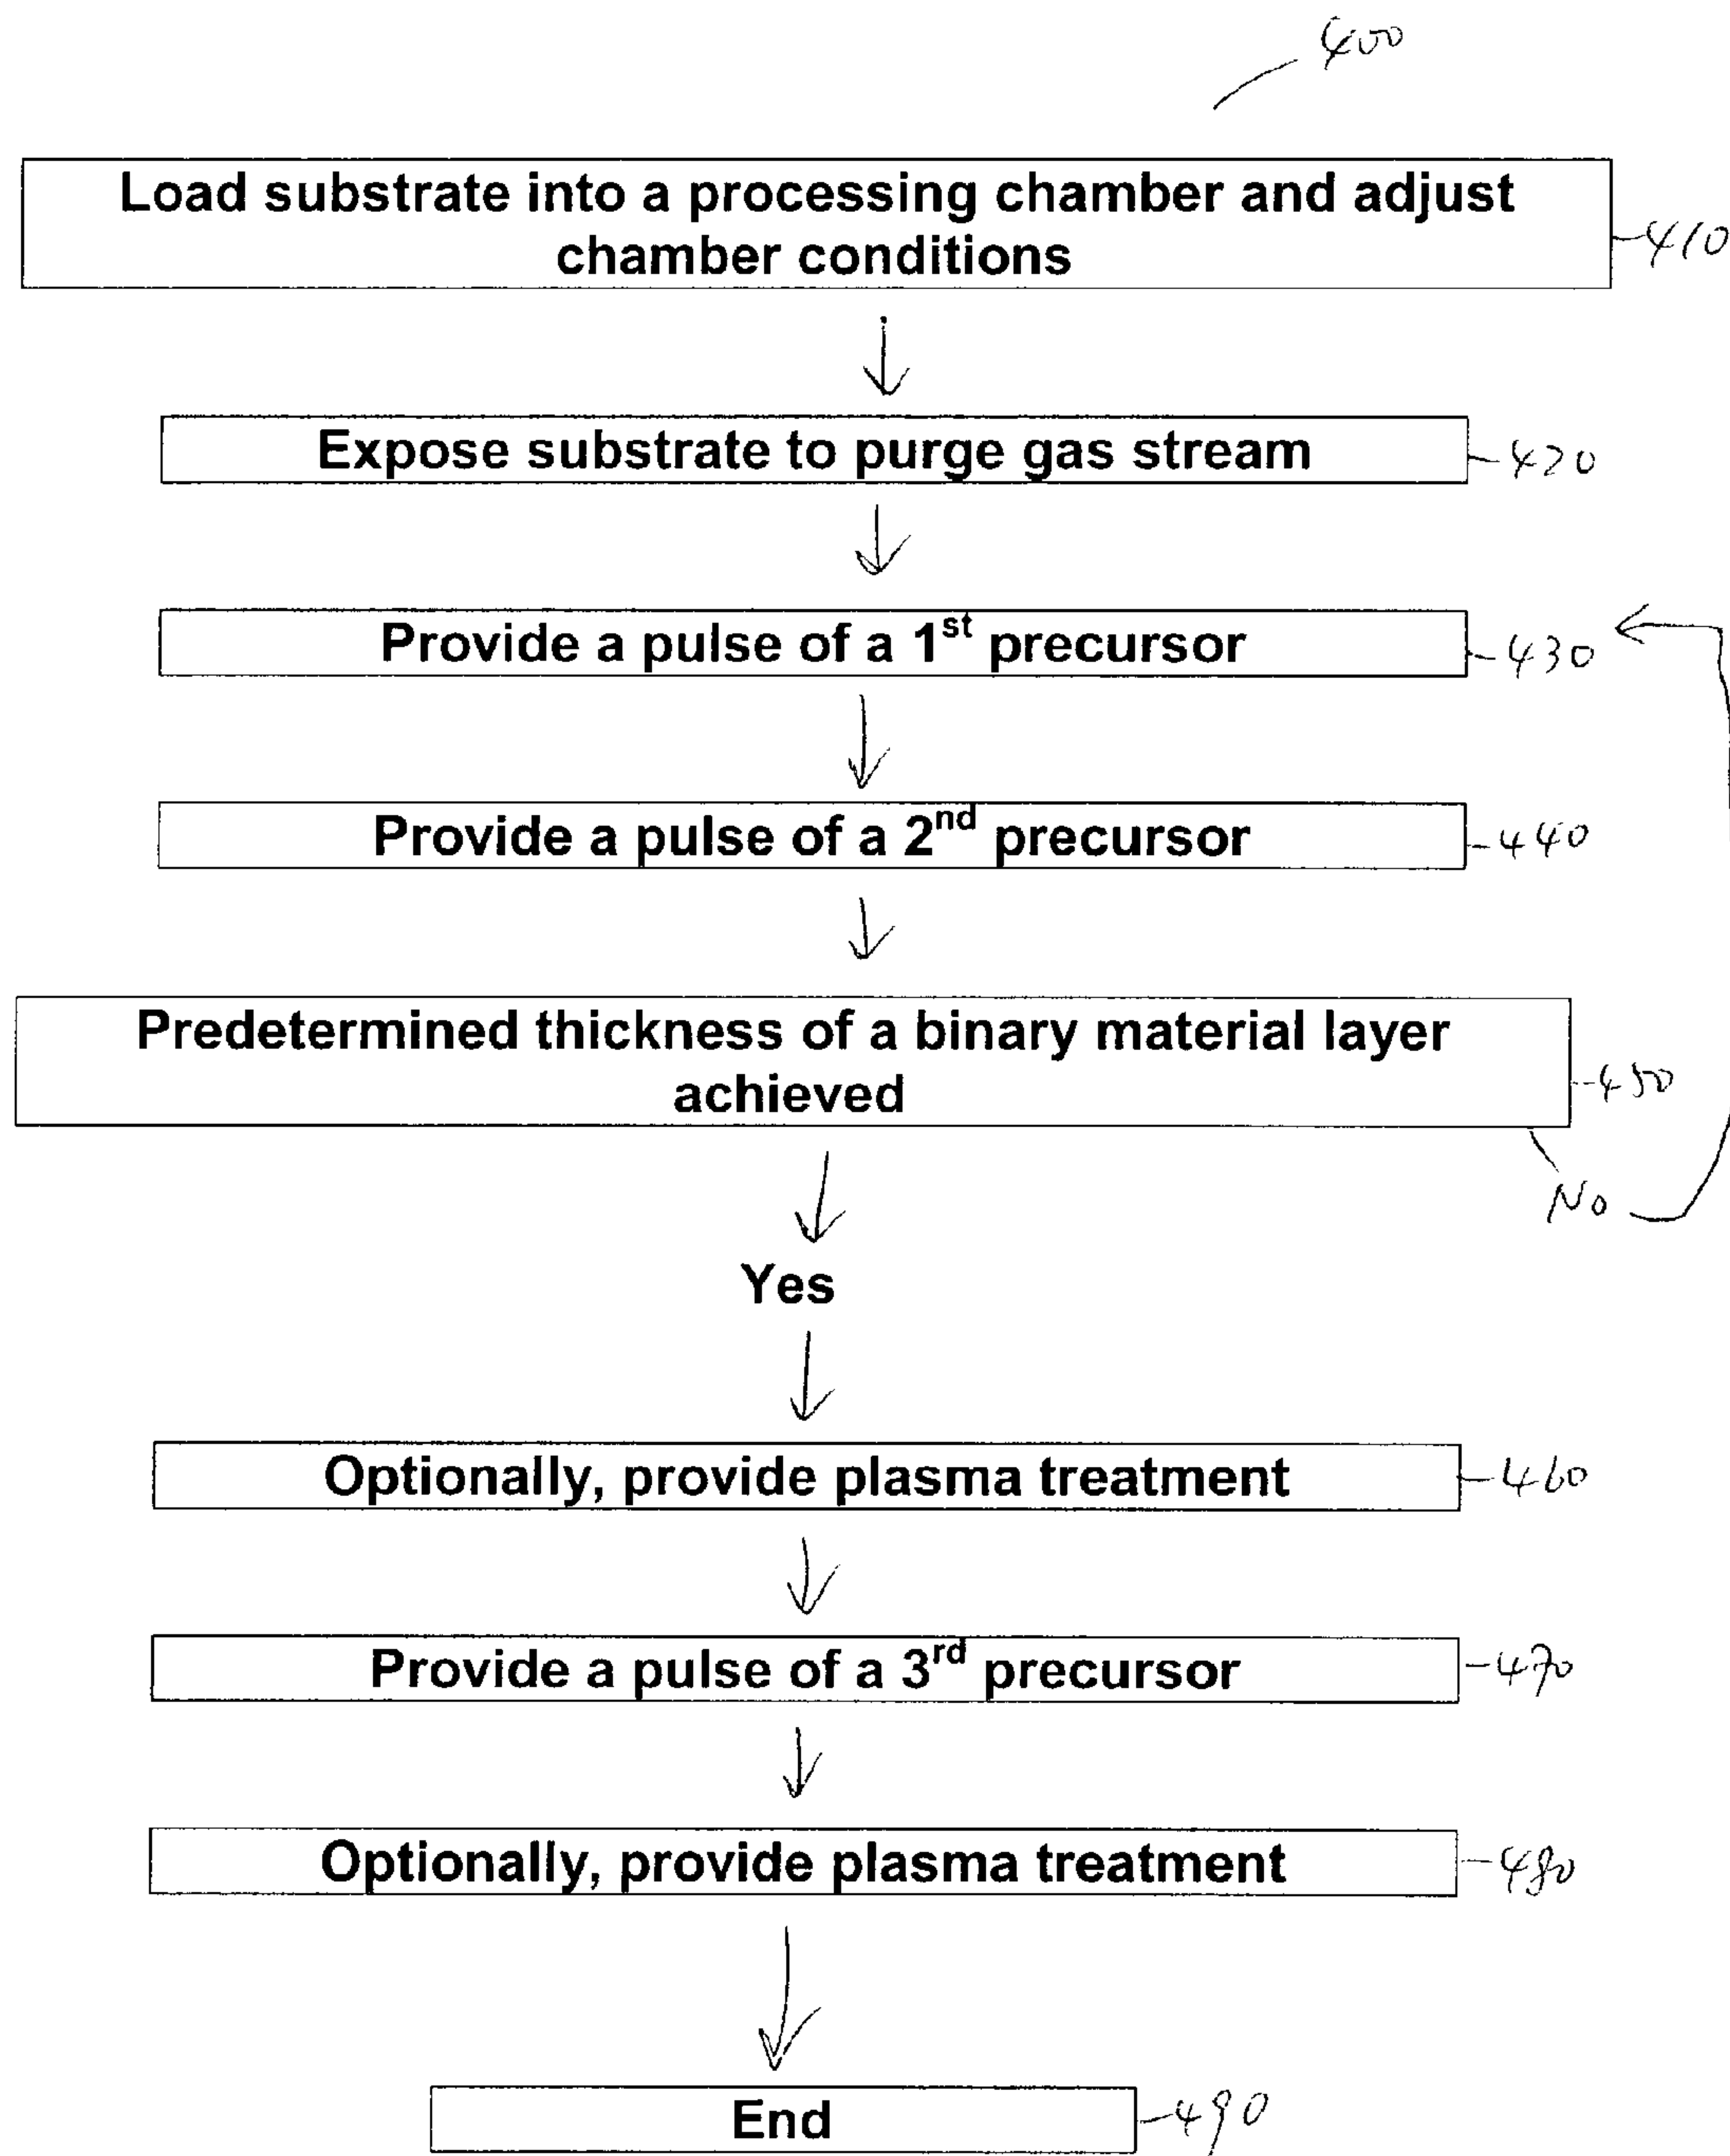 400
Load substrate into a processing chamber and adjust
chamber conditions
410
Expose substrate to purge gas stream
420
Provide a pulse of a 1st precursor
430
Provide a pulse of a 2nd precursor
440
Predetermined thickness of a binary material layer
achieved
450
No
Yes
Optionally, provide plasma treatment
460
Provide a pulse of a 3rd precursor
470
Optionally, provide plasma treatment
480
End
490